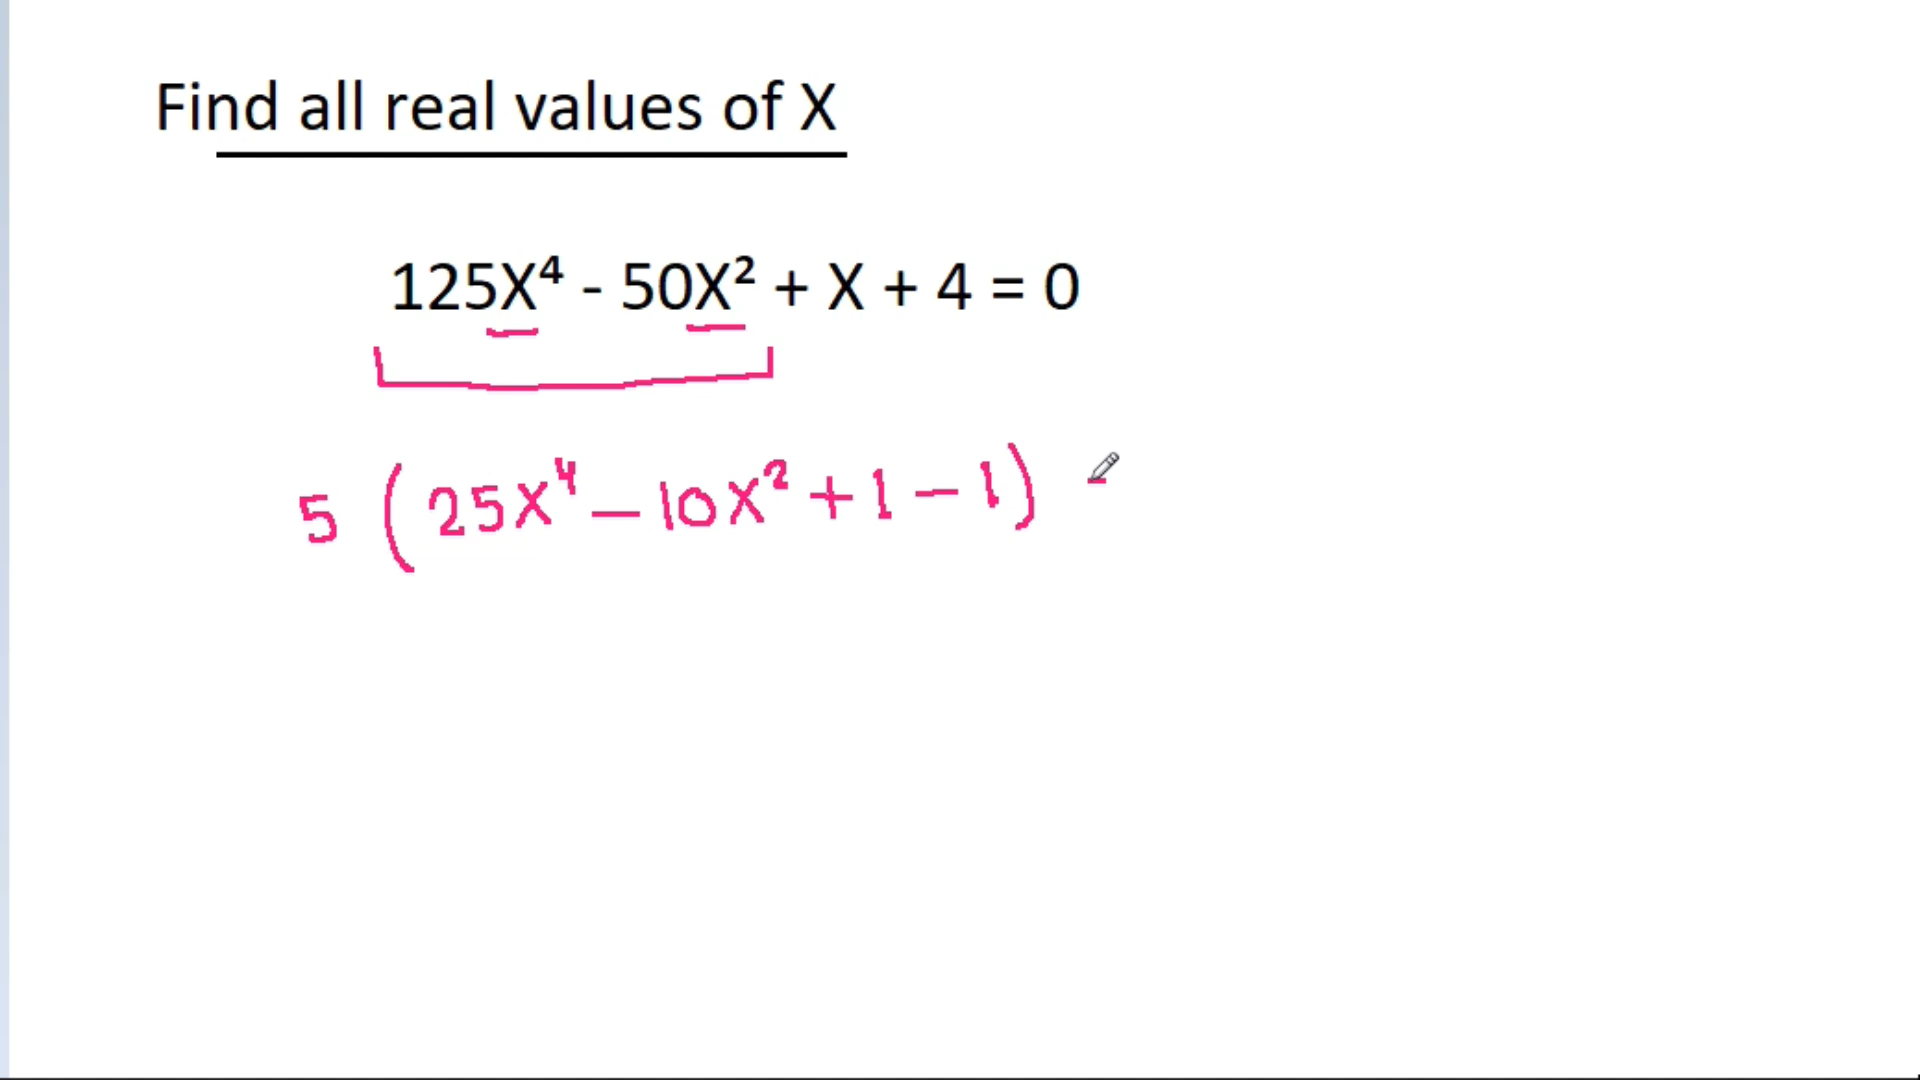 Find all real values of X
125X⁴ - 50X² + X + 4 = 0
5 (25X⁴ – 10X² + 1 – 1)